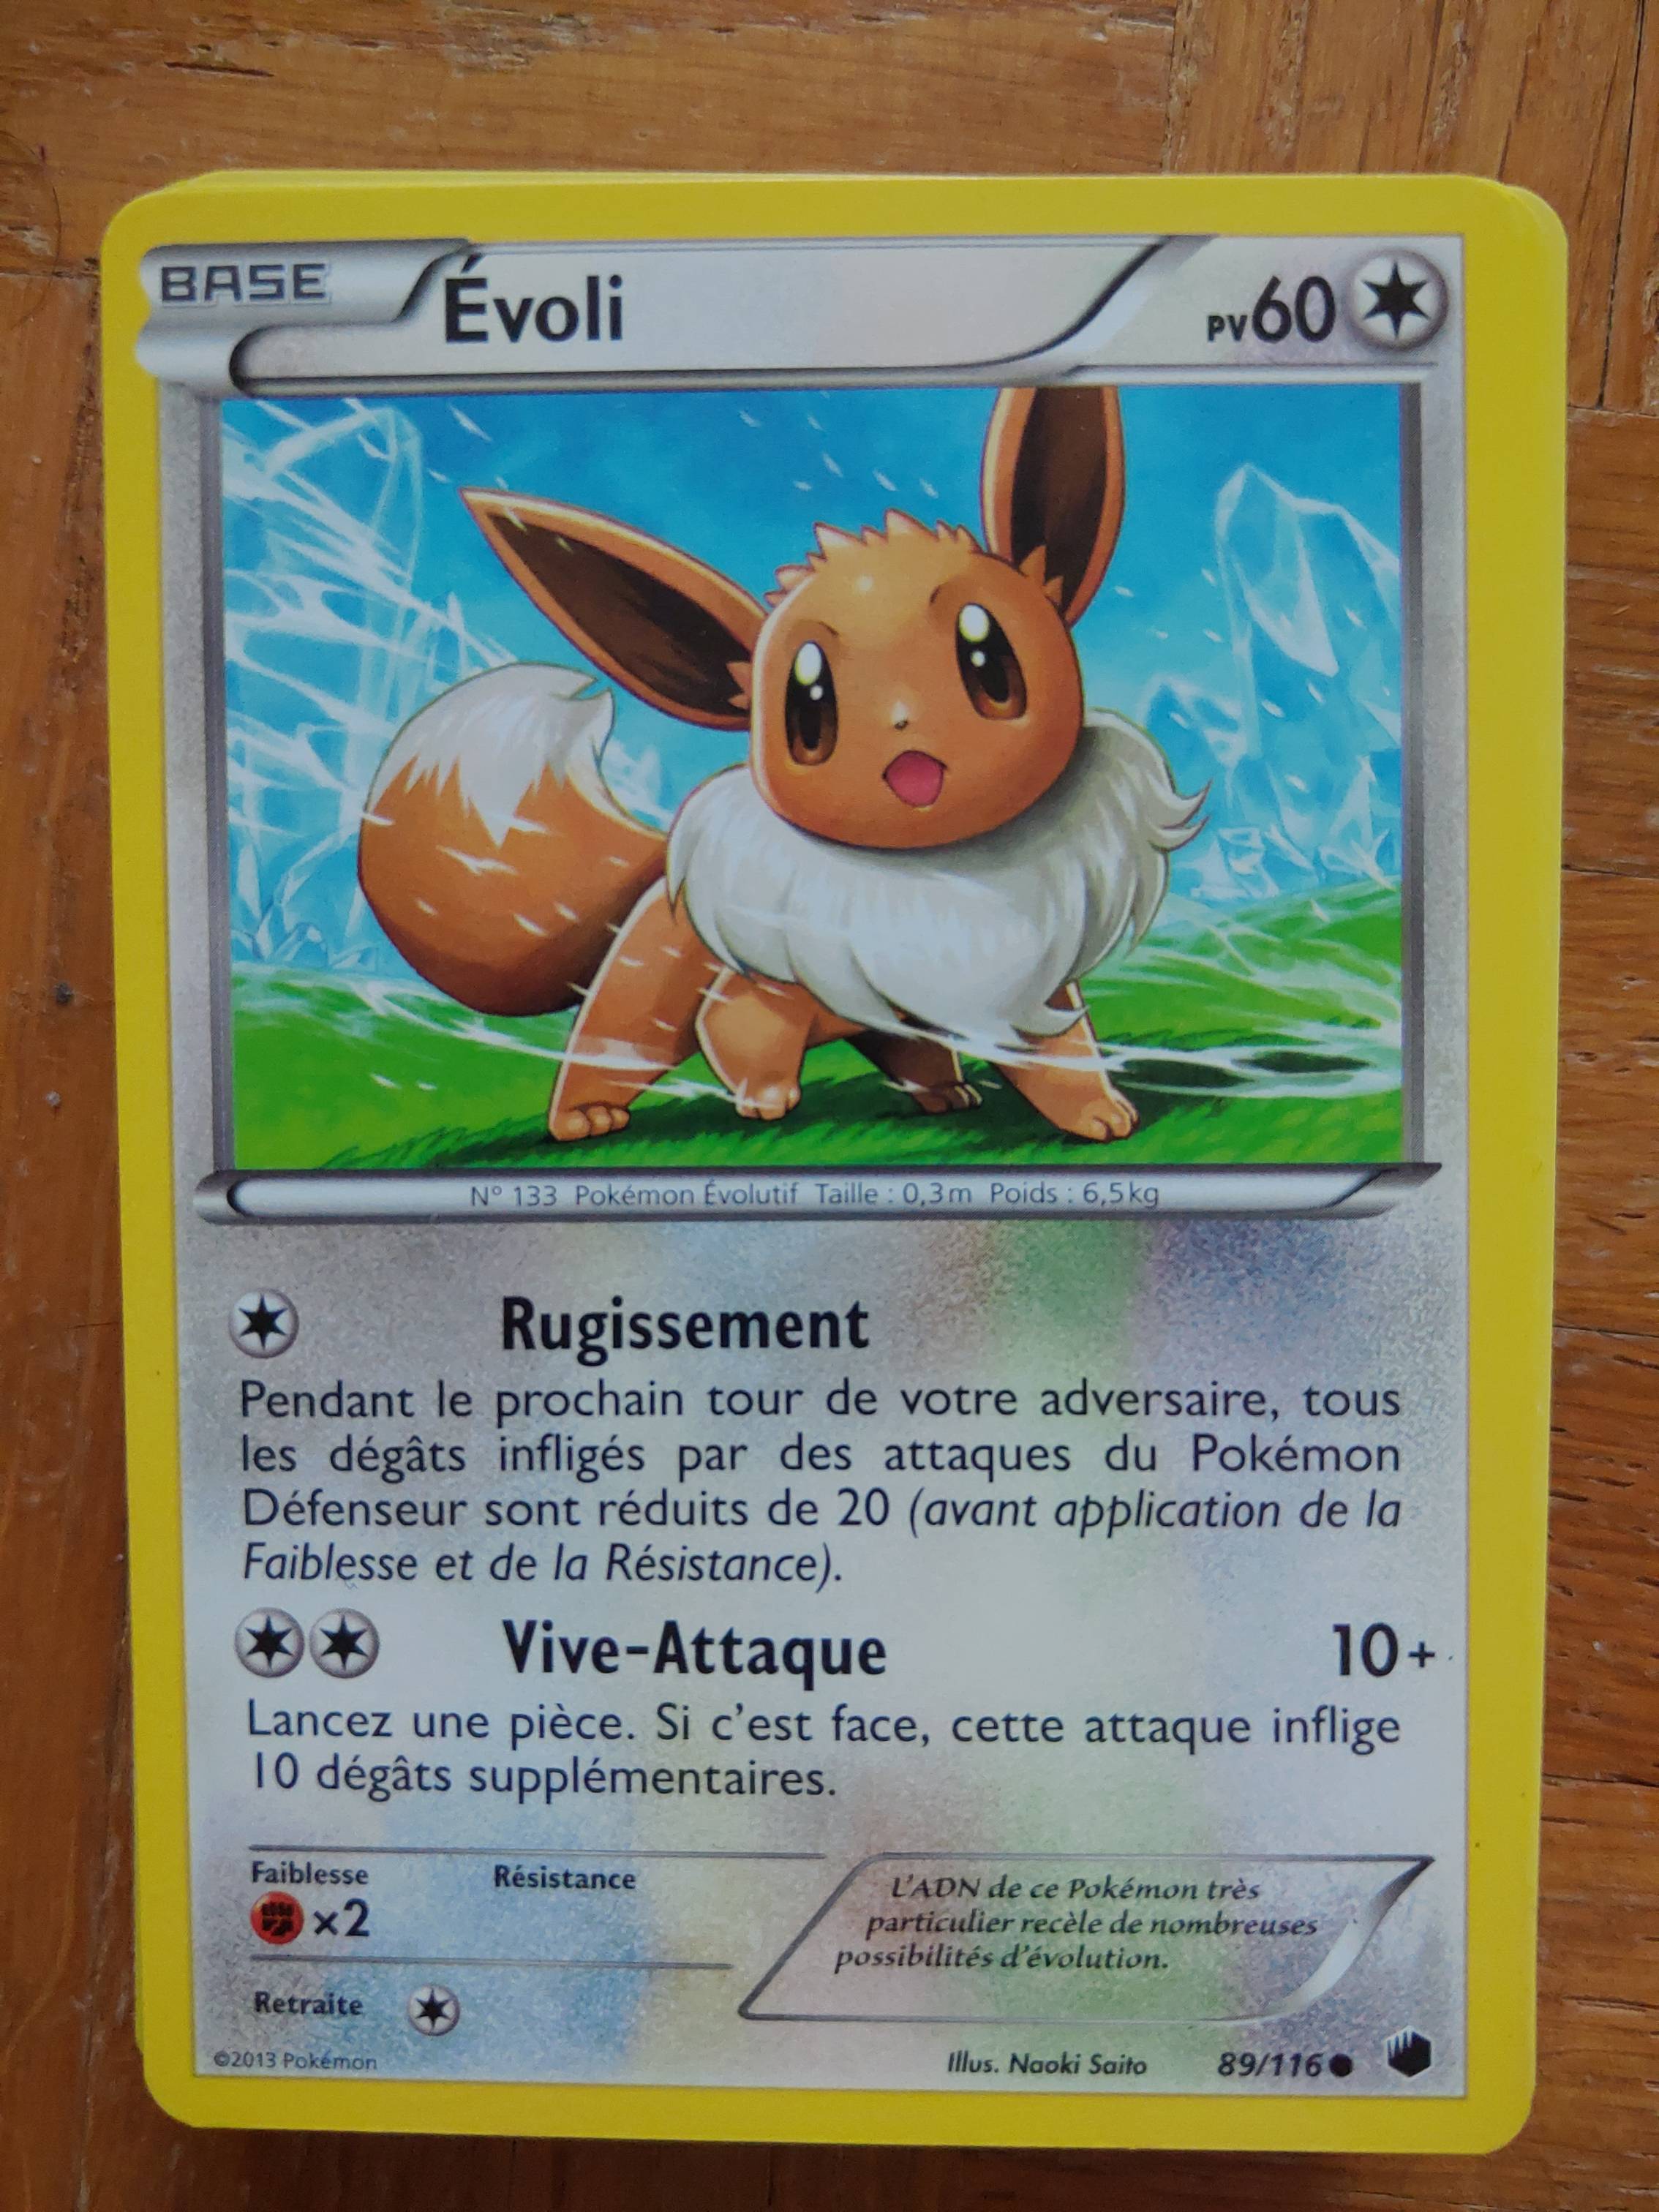 BASE Évoli PV60
N° 133 Pokémon Évolutif Taille : 0,3m Poids : 6,5kg
Rugissement
Pendant le prochain tour de votre adversaire, tous
les dégâts infligés par des attaques du Pokémon
Défenseur sont réduits de 20 (avant application de la
Faiblesse et de la Résistance).
Vive-Attaque 10+
Lancez une pièce. Si c'est face, cette attaque inflige
10 dégâts supplémentaires.
Faiblesse Résistance
×2
Retraite
L'ADN de ce Pokémon très
particulier recèle de nombreuses
possibilités d'évolution.
©2013 Pokémon Illus. Naoki Saito 89/116